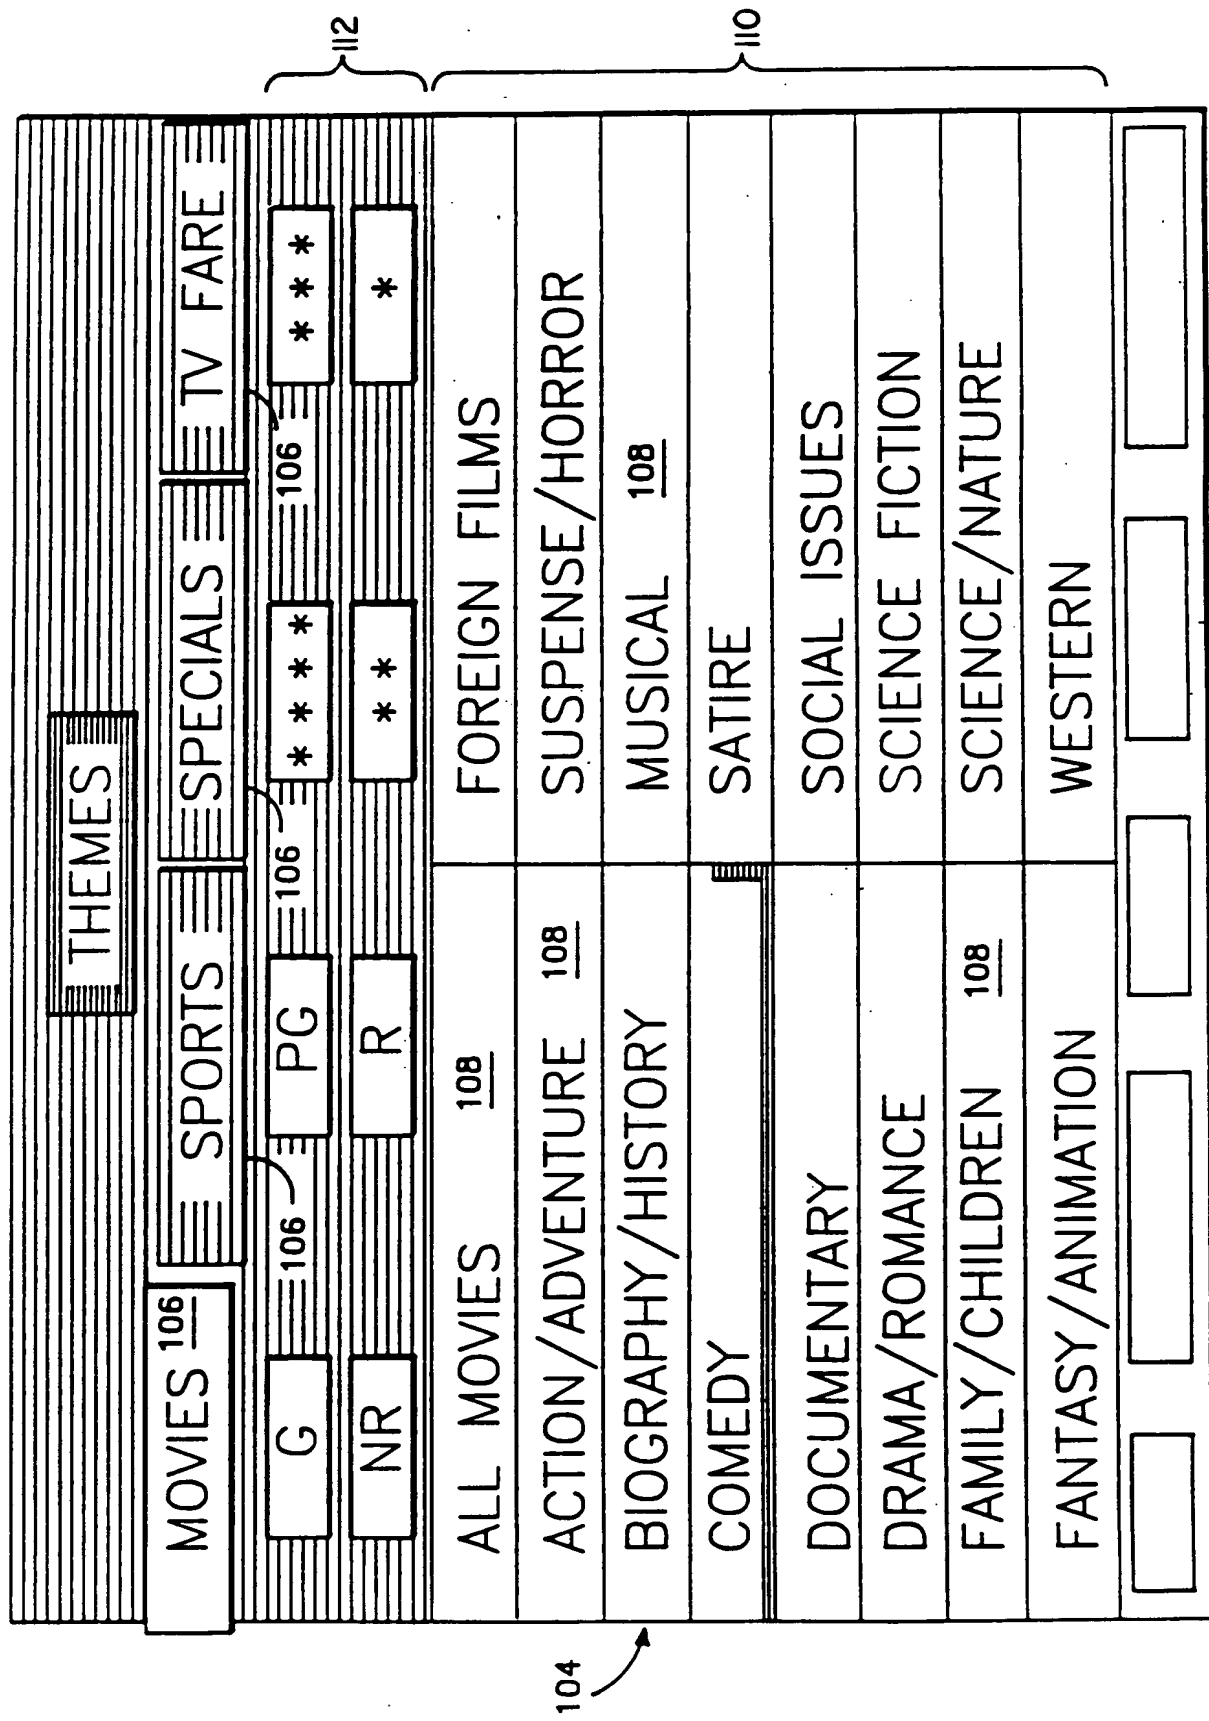 THEMES
MOVIES 106
SPORTS
SPECIALS
TV FARE
106
106
106
G
PG
****
***
NR
R
**
*
112
ALL MOVIES 108
FOREIGN FILMS
ACTION/ADVENTURE 108
SUSPENSE/HORROR
BIOGRAPHY/HISTORY
MUSICAL 108
COMEDY
SATIRE
DOCUMENTARY
SOCIAL ISSUES
DRAMA/ROMANCE
SCIENCE FICTION
FAMILY/CHILDREN 108
SCIENCE/NATURE
FANTASY/ANIMATION
WESTERN
110
104